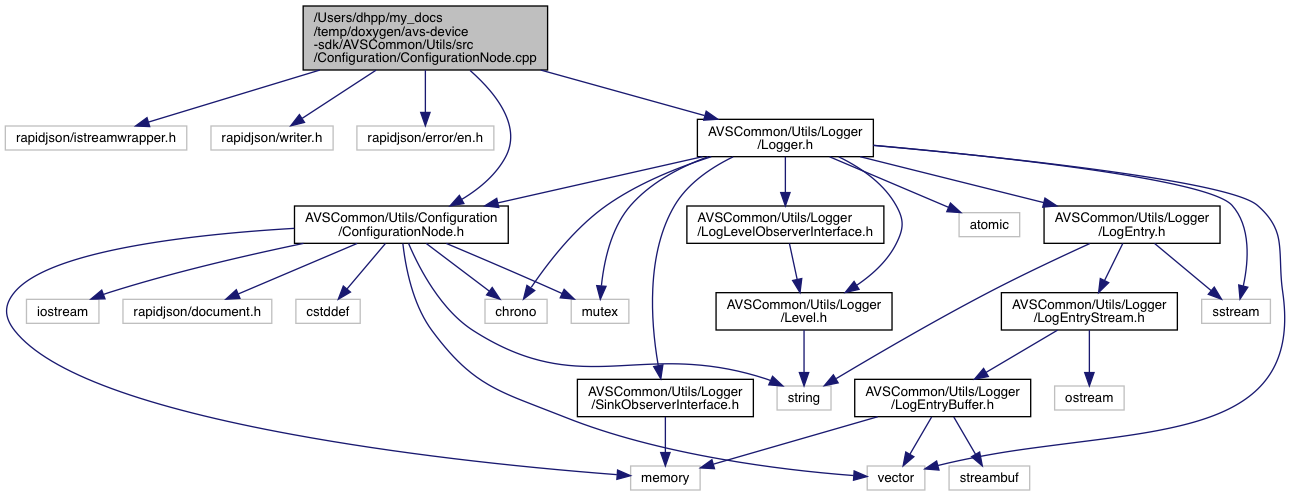 /Users/dhpp/my_docs
/temp/doxygen/avs-device
-sdk/AVSCommon/Utils/src
/Configuration/ConfigurationNode.cpp
rapidjson/istreamwrapper.h
rapidjson/writer.h
rapidjson/error/en.h
AVSCommon/Utils/Logger
/Logger.h
AVSCommon/Utils/Configuration
/ConfigurationNode.h
AVSCommon/Utils/Logger
/LogLevelObserverInterface.h
atomic
AVSCommon/Utils/Logger
/LogEntry.h
iostream
rapidjson/document.h
cstddef
chrono
mutex
AVSCommon/Utils/Logger
/Level.h
AVSCommon/Utils/Logger
/LogEntryStream.h
sstream
AVSCommon/Utils/Logger
/SinkObserverInterface.h
string
AVSCommon/Utils/Logger
/LogEntryBuffer.h
ostream
memory
vector
streambuf